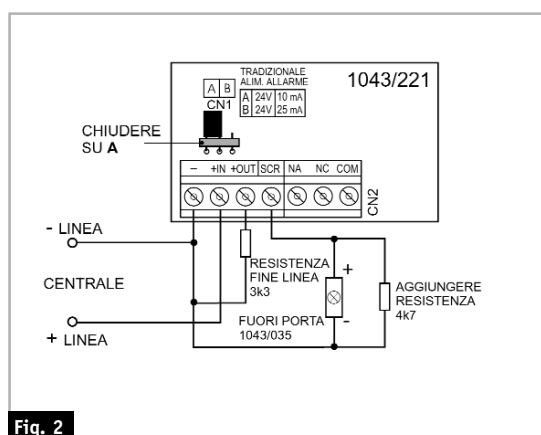 1043/221
TRADIZIONALE
ALIM. ALLARME
A 24V 10 mA
B 24V 25 mA
A B
CN1
CHIUDERE
SU A
– +IN +OUT SCR NA NC COM
CN2
- LINEA
CENTRALE
+ LINEA
RESISTENZA
FINE LINEA
3k3
+
-
FUORI PORTA
1043/035
AGGIUNGERE
RESISTENZA
4k7
Fig. 2